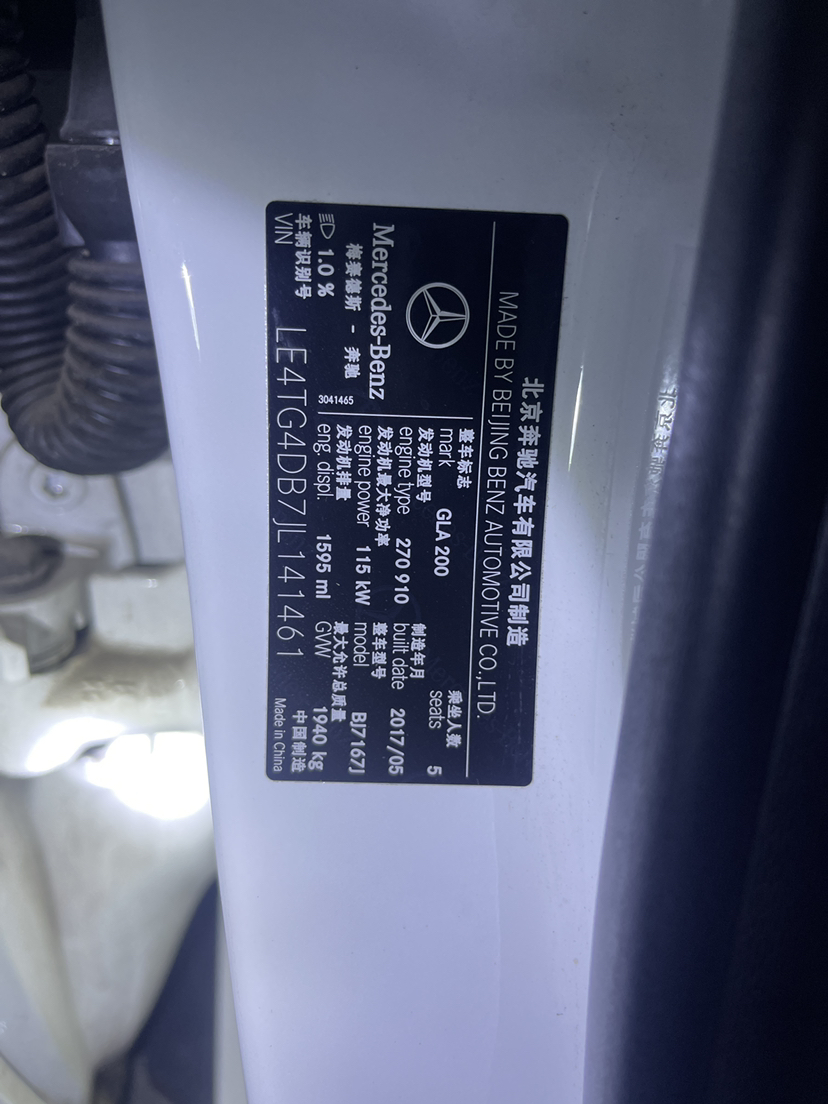 北京奔驰汽车有限公司制造
MADE BY BEIJING BENZ AUTOMOTIVE CO.,LTD.
Mercedes-Benz
梅赛德斯 - 奔驰
1.0 %
3041465
整车标志
mark GLA 200
乘坐人数
seats 5
发动机型号
engine type 270 910
制造年月
built date 2017/05
发动机最大净功率
engine power 115 kW
整车型号
model BJ7167J
发动机排量
eng. displ. 1595 ml
最大允许总质量
GVW 1940 kg
车辆识别号
VIN LE4TG4DB7JL141461
中国制造
Made in China